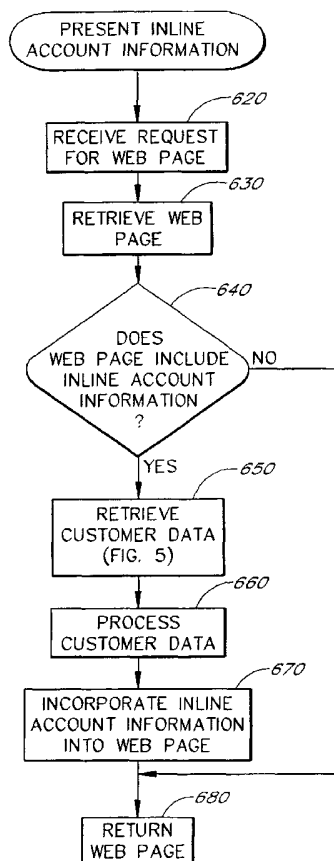 PRESENT INLINE
ACCOUNT INFORMATION
620
RECEIVE REQUEST
FOR WEB PAGE
630
RETRIEVE WEB
PAGE
640
DOES
WEB PAGE INCLUDE
INLINE ACCOUNT
INFORMATION
?
NO
YES
650
RETRIEVE
CUSTOMER DATA
(FIG. 5)
660
PROCESS
CUSTOMER DATA
670
INCORPORATE INLINE
ACCOUNT INFORMATION
INTO WEB PAGE
680
RETURN
WEB PAGE